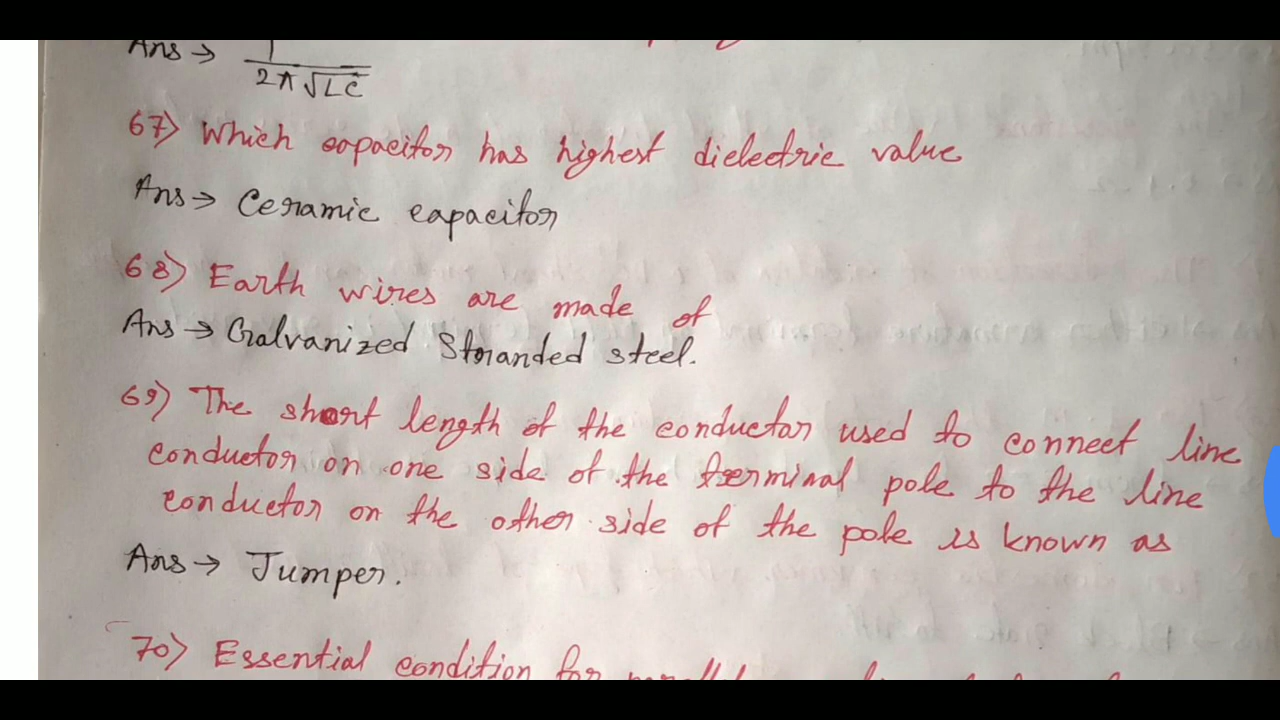 Ans → 1
2π√LC
67) Which capacitor has highest dielectric value
Ans → Ceramic capacitor
68) Earth wires are made of
Ans → Galvanized Stranded steel.
69) The short length of the conductor used to connect line
conductor on one side of the terminal pole to the line
conductor on the other side of the pole is known as
Ans → Jumper.
70) Essential condition for